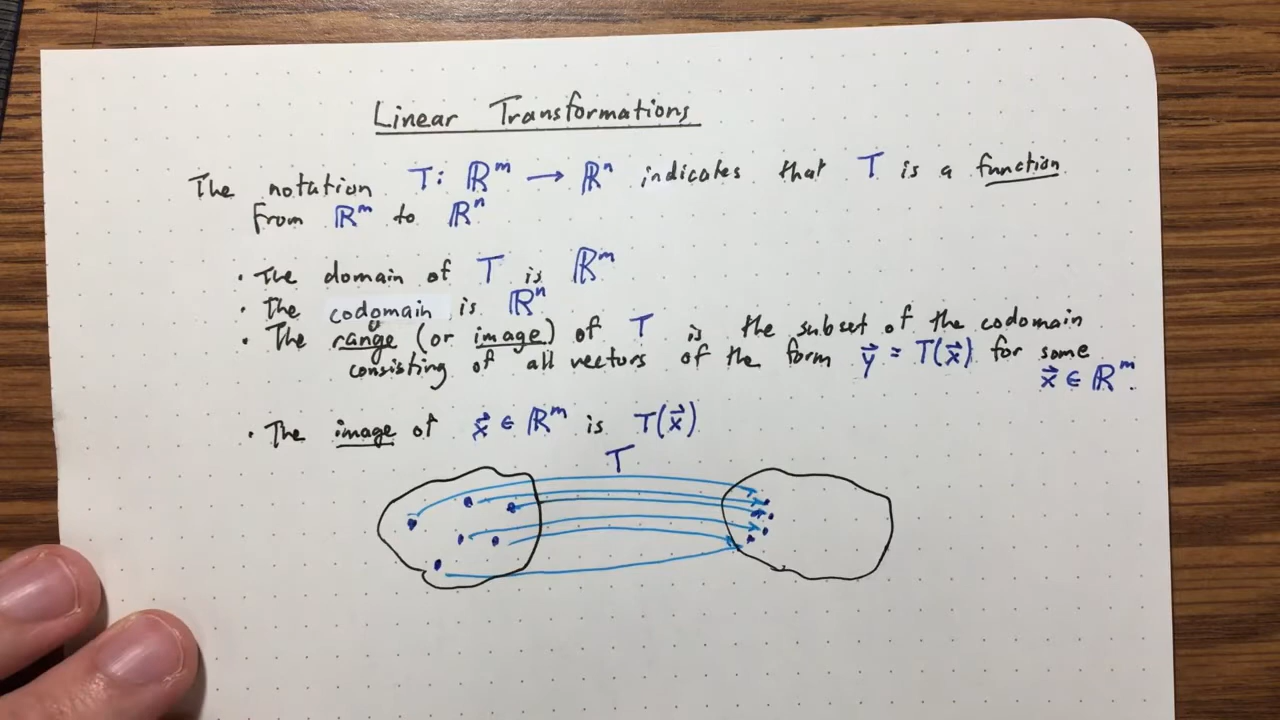 Linear Transformations
The notation T: ℝᵐ → ℝⁿ indicates that T is a function
from ℝᵐ to ℝⁿ
· The domain of T is ℝᵐ
· The codomain is ℝⁿ
· The range (or image) of T is the subset of the codomain
consisting of all vectors of the form y⃗ = T(x⃗) for some
x⃗ ∈ ℝᵐ.
· The image of x⃗ ∈ ℝᵐ is T(x⃗)
T